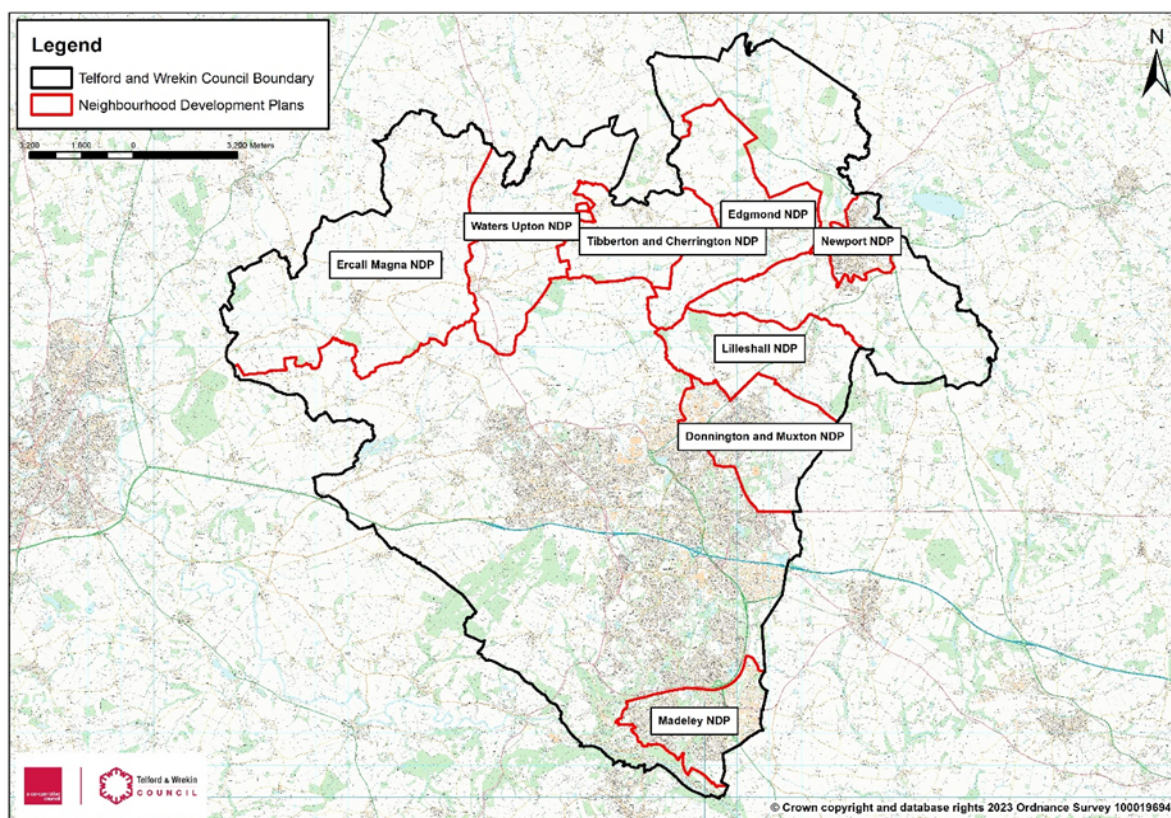 Legend
Telford and Wrekin Council Boundary
Neighbourhood Development Plans
3,200 1,600 0 3,200 Meters
N
Edgmond NDP
Waters Upton NDP
Tibberton and Cherrington NDP
Newport NDP
Ercall Magna NDP
Lilleshall NDP
Donnington and Muxton NDP
Madeley NDP
Telford & Wrekin
COUNCIL
© Crown copyright and database rights 2023 Ordnance Survey 100019694